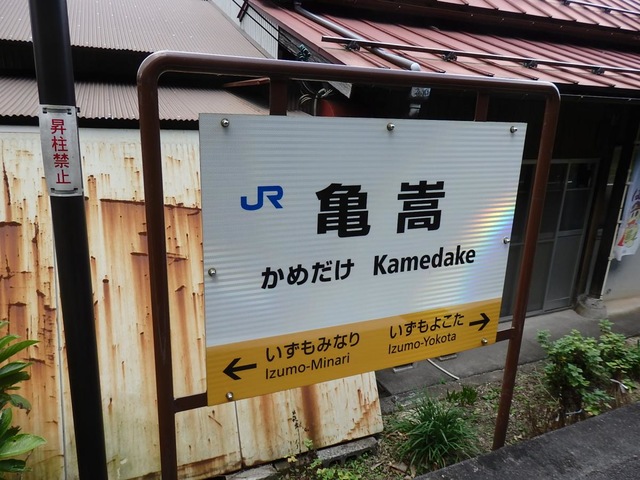 昇柱禁止
JR 亀嵩
かめだけ Kamedake
← いずもみなり
Izumo-Minari
いずもよこた →
Izumo-Yokota